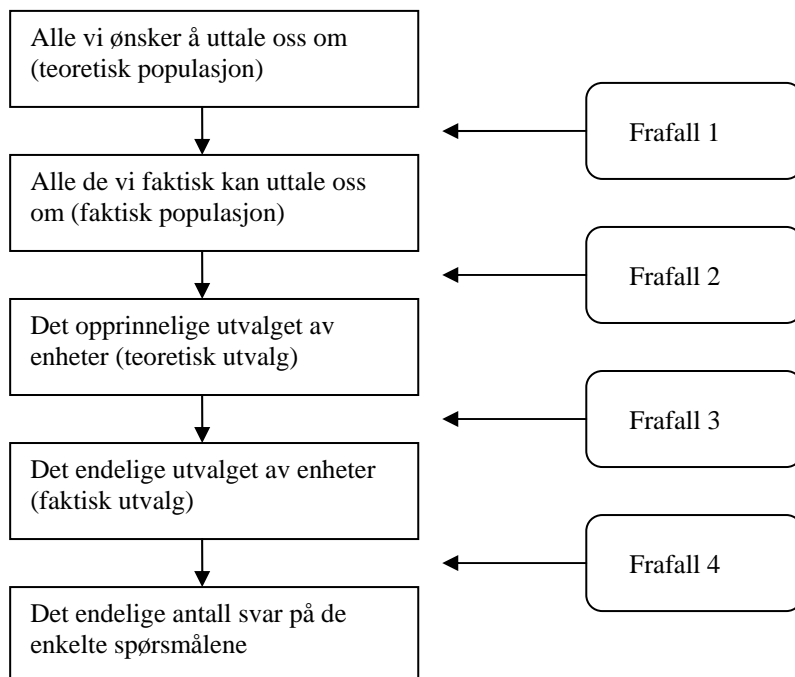 Alle vi ønsker å uttale oss om
(teoretisk populasjon)
Frafall 1
Alle de vi faktisk kan uttale oss
om (faktisk populasjon)
Frafall 2
Det opprinnelige utvalget av
enheter (teoretisk utvalg)
Frafall 3
Det endelige utvalget av enheter
(faktisk utvalg)
Frafall 4
Det endelige antall svar på de
enkelte spørsmålene